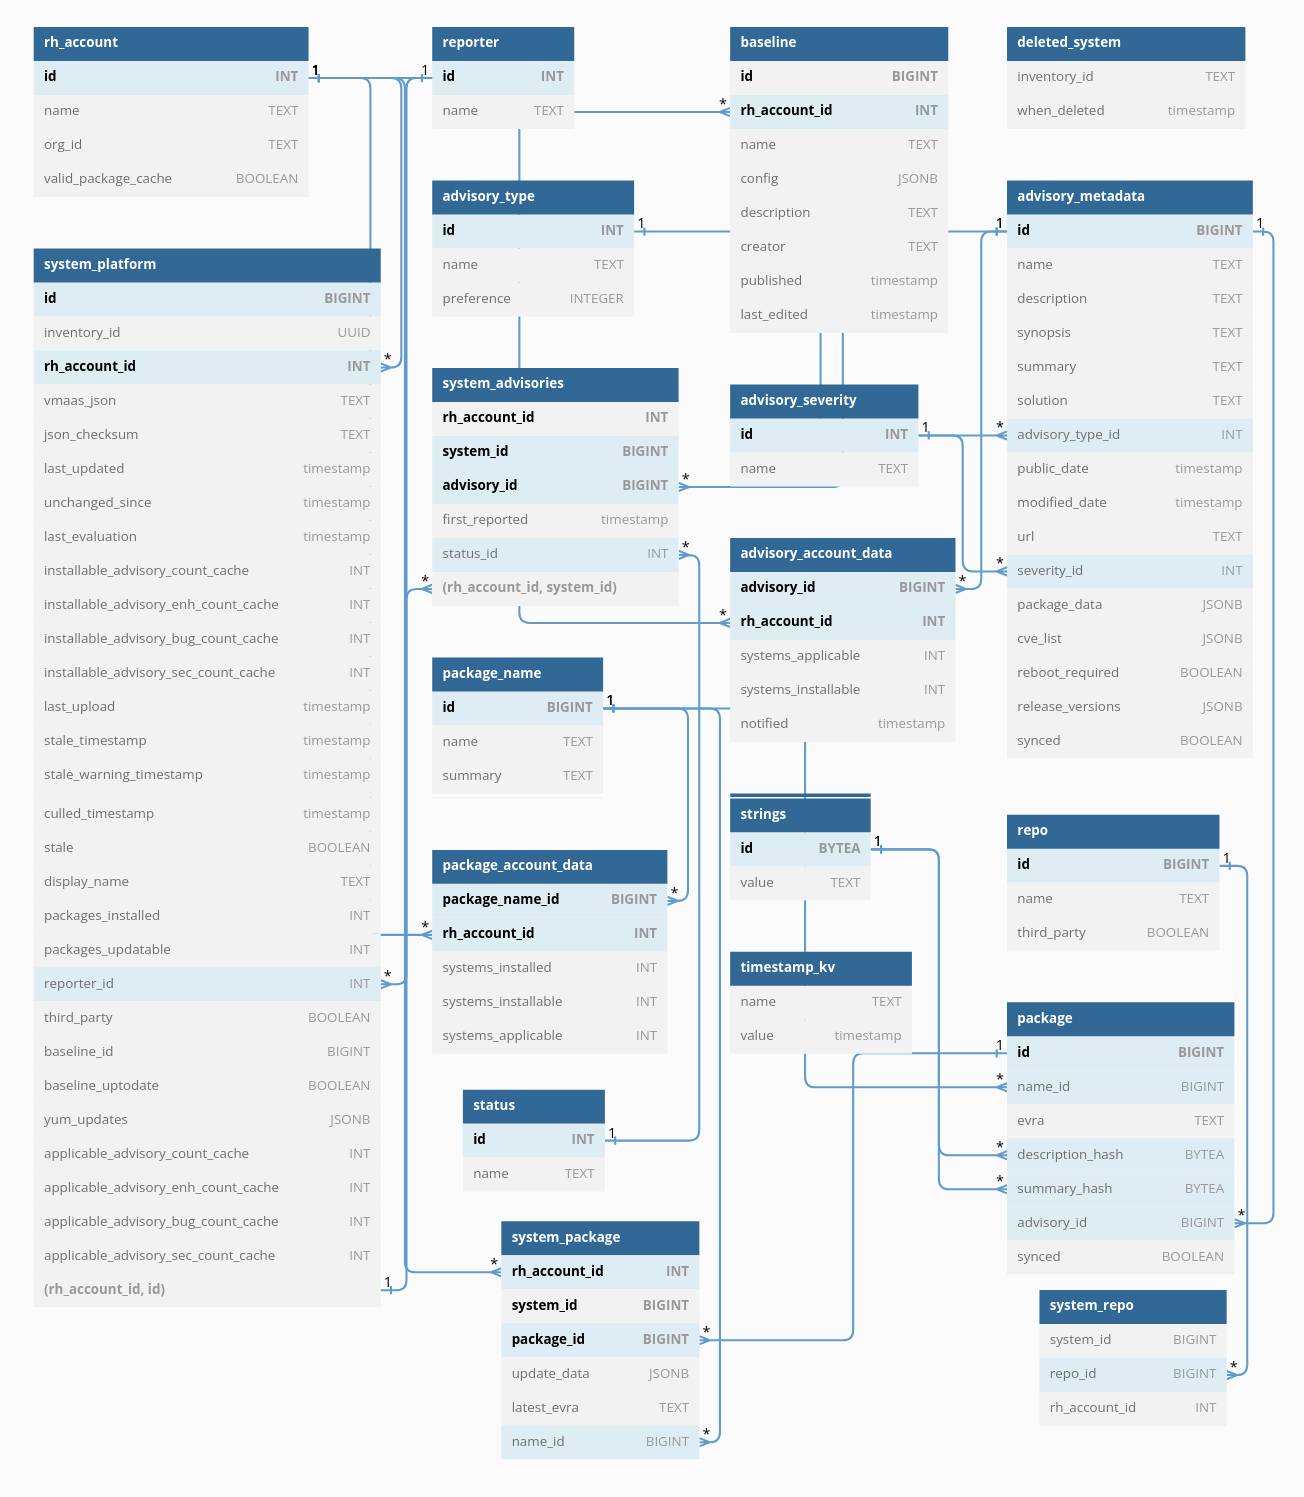 rh_account
id INT
name TEXT
org_id TEXT
valid_package_cache BOOLEAN
1
system_platform
id BIGINT
inventory_id UUID
rh_account_id INT
*
vmaas_json TEXT
json_checksum TEXT
last_updated timestamp
unchanged_since timestamp
last_evaluation timestamp
installable_advisory_count_cache INT
installable_advisory_enh_count_cache INT
installable_advisory_bug_count_cache INT
installable_advisory_sec_count_cache INT
last_upload timestamp
stale_timestamp timestamp
stale_warning_timestamp timestamp
culled_timestamp timestamp
stale BOOLEAN
display_name TEXT
packages_installed INT
packages_updatable INT
reporter_id INT
*
third_party BOOLEAN
baseline_id BIGINT
baseline_uptodate BOOLEAN
yum_updates JSONB
applicable_advisory_count_cache INT
applicable_advisory_enh_count_cache INT
applicable_advisory_bug_count_cache INT
applicable_advisory_sec_count_cache INT
(rh_account_id, id)
1
reporter
1
id INT
name TEXT
advisory_type
id INT
1
name TEXT
preference INTEGER
system_advisories
rh_account_id INT
system_id BIGINT
advisory_id BIGINT
*
first_reported timestamp
status_id INT
*
*
(rh_account_id, system_id)
package_name
id BIGINT
1
name TEXT
summary TEXT
package_account_data
package_name_id BIGINT
*
*
rh_account_id INT
systems_installed INT
systems_installable INT
systems_applicable INT
status
id INT
1
name TEXT
system_package
*
rh_account_id INT
system_id BIGINT
package_id BIGINT
*
update_data JSONB
latest_evra TEXT
name_id BIGINT
*
baseline
id BIGINT
*
rh_account_id INT
name TEXT
config JSONB
description TEXT
creator TEXT
published timestamp
last_edited timestamp
advisory_severity
id INT
1
name TEXT
advisory_account_data
advisory_id BIGINT
*
*
rh_account_id INT
systems_applicable INT
systems_installable INT
notified timestamp
strings
id BYTEA
1
value TEXT
timestamp_kv
name TEXT
value timestamp
deleted_system
inventory_id TEXT
when_deleted timestamp
advisory_metadata
1
id BIGINT
1
name TEXT
description TEXT
synopsis TEXT
summary TEXT
solution TEXT
*
advisory_type_id INT
public_date timestamp
modified_date timestamp
url TEXT
*
severity_id INT
package_data JSONB
cve_list JSONB
reboot_required BOOLEAN
release_versions JSONB
synced BOOLEAN
repo
id BIGINT
1
name TEXT
third_party BOOLEAN
package
1
id BIGINT
*
name_id BIGINT
evra TEXT
*
description_hash BYTEA
*
summary_hash BYTEA
advisory_id BIGINT
*
synced BOOLEAN
system_repo
system_id BIGINT
repo_id BIGINT
*
rh_account_id INT